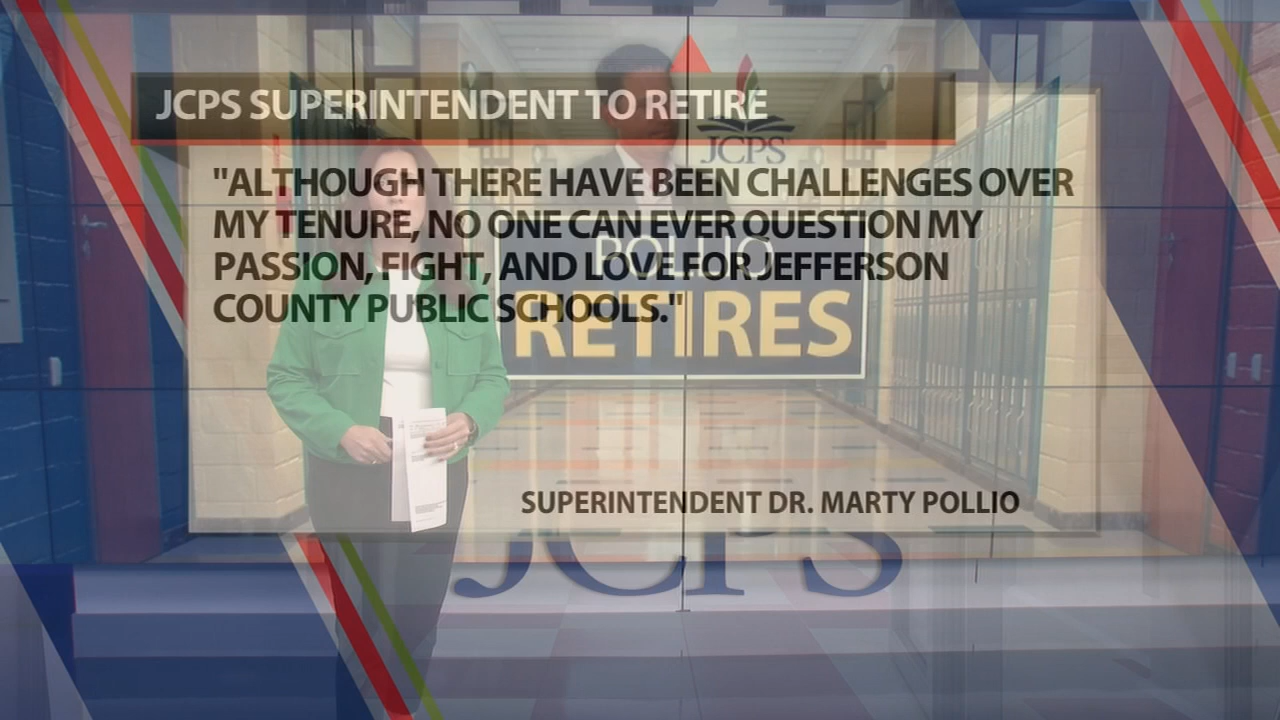 JCPS SUPERINTENDENT TO RETIRE
JCPS
"ALTHOUGH THERE HAVE BEEN CHALLENGES OVER
MY TENURE, NO ONE CAN EVER QUESTION MY
PASSION, FIGHT, AND LOVE FOR JEFFERSON
COUNTY PUBLIC SCHOOLS."
POLLIO
RETIRES
SUPERINTENDENT DR. MARTY POLLIO
JCPS